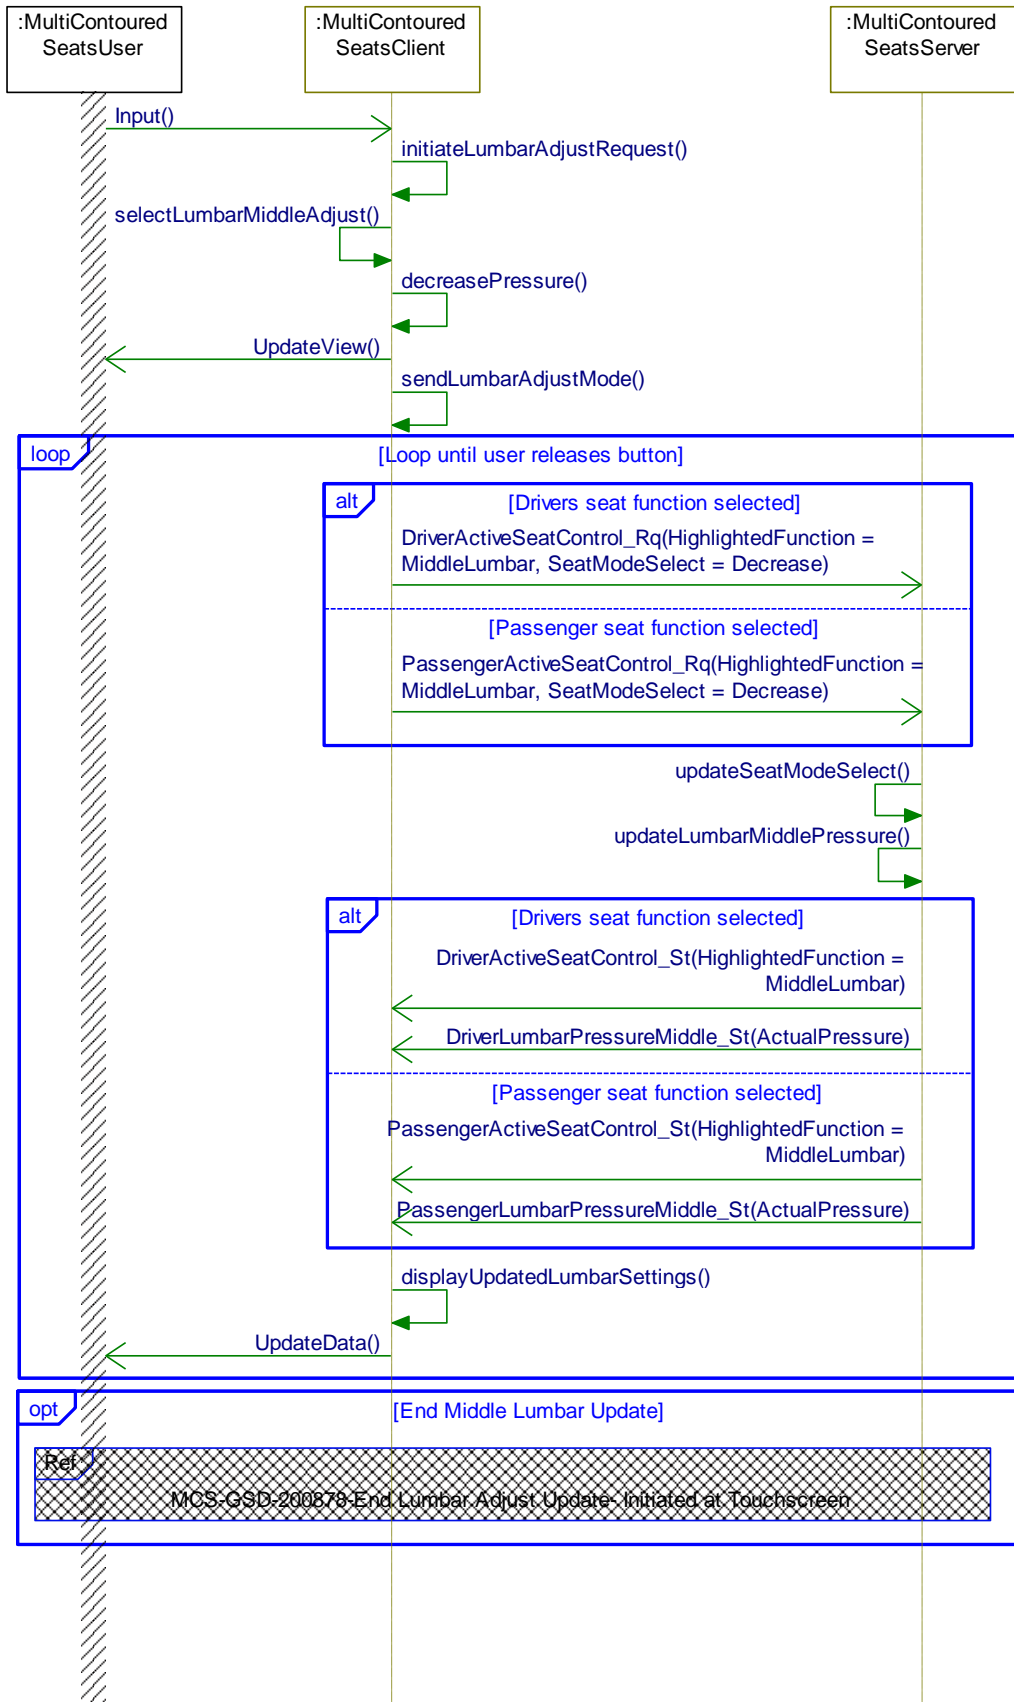 :MultiContoured
SeatsUser
:MultiContoured
SeatsClient
:MultiContoured
SeatsServer
Input()
initiateLumbarAdjustRequest()
selectLumbarMiddleAdjust()
decreasePressure()
UpdateView()
sendLumbarAdjustMode()
loop
[Loop until user releases button]
alt
[Drivers seat function selected]
DriverActiveSeatControl_Rq(HighlightedFunction =
MiddleLumbar, SeatModeSelect = Decrease)
[Passenger seat function selected]
PassengerActiveSeatControl_Rq(HighlightedFunction =
MiddleLumbar, SeatModeSelect = Decrease)
updateSeatModeSelect()
updateLumbarMiddlePressure()
alt
[Drivers seat function selected]
DriverActiveSeatControl_St(HighlightedFunction =
MiddleLumbar)
DriverLumbarPressureMiddle_St(ActualPressure)
[Passenger seat function selected]
PassengerActiveSeatControl_St(HighlightedFunction =
MiddleLumbar)
PassengerLumbarPressureMiddle_St(ActualPressure)
displayUpdatedLumbarSettings()
UpdateData()
opt
[End Middle Lumbar Update]
Ref
MCS-GSD-200878-End Lumbar Adjust Update- Initiated at Touchscreen